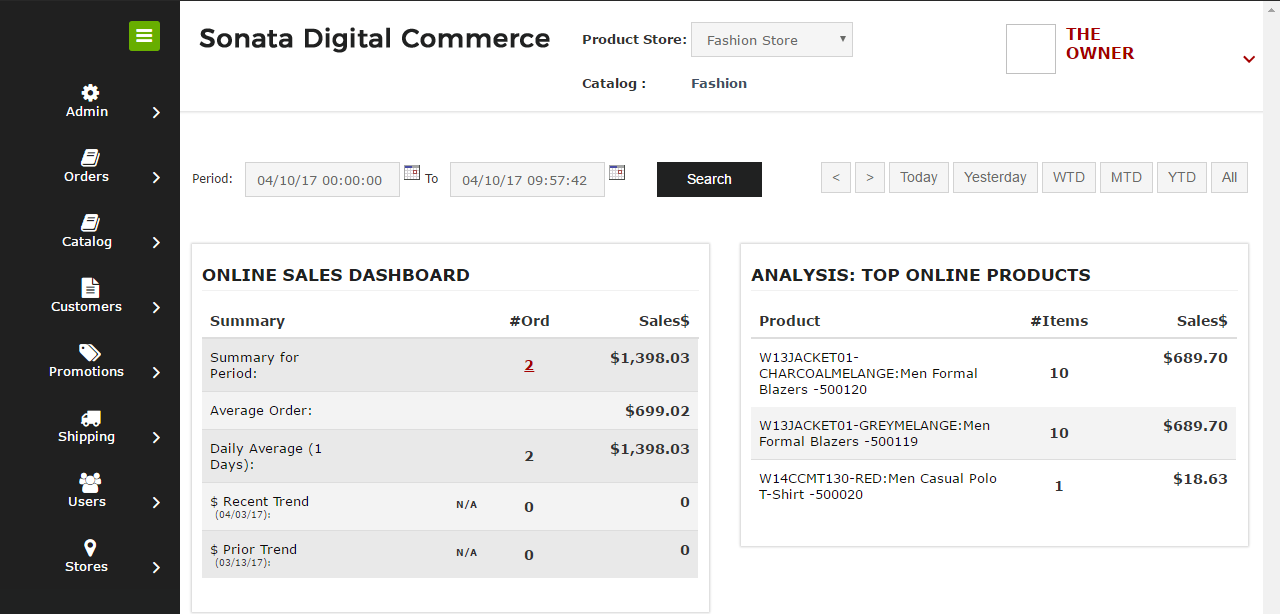 Sonata Digital Commerce
Product Store: Fashion Store
Catalog : Fashion
THE
OWNER
Admin
Orders
Catalog
Customers
Promotions
Shipping
Users
Stores
Period: 04/10/17 00:00:00 To 04/10/17 09:57:42 Search < > Today Yesterday WTD MTD YTD All
ONLINE SALES DASHBOARD
Summary #Ord Sales$
Summary for
Period: 2 $1,398.03
Average Order: $699.02
Daily Average (1
Days): 2 $1,398.03
$ Recent Trend N/A 0 0
(04/03/17):
$ Prior Trend N/A 0 0
(03/13/17):
ANALYSIS: TOP ONLINE PRODUCTS
Product #Items Sales$
W13JACKET01-
CHARCOALMELANGE:Men Formal 10 $689.70
Blazers -500120
W13JACKET01-GREYMELANGE:Men
Formal Blazers -500119 10 $689.70
W14CCMT130-RED:Men Casual Polo
T-Shirt -500020 1 $18.63